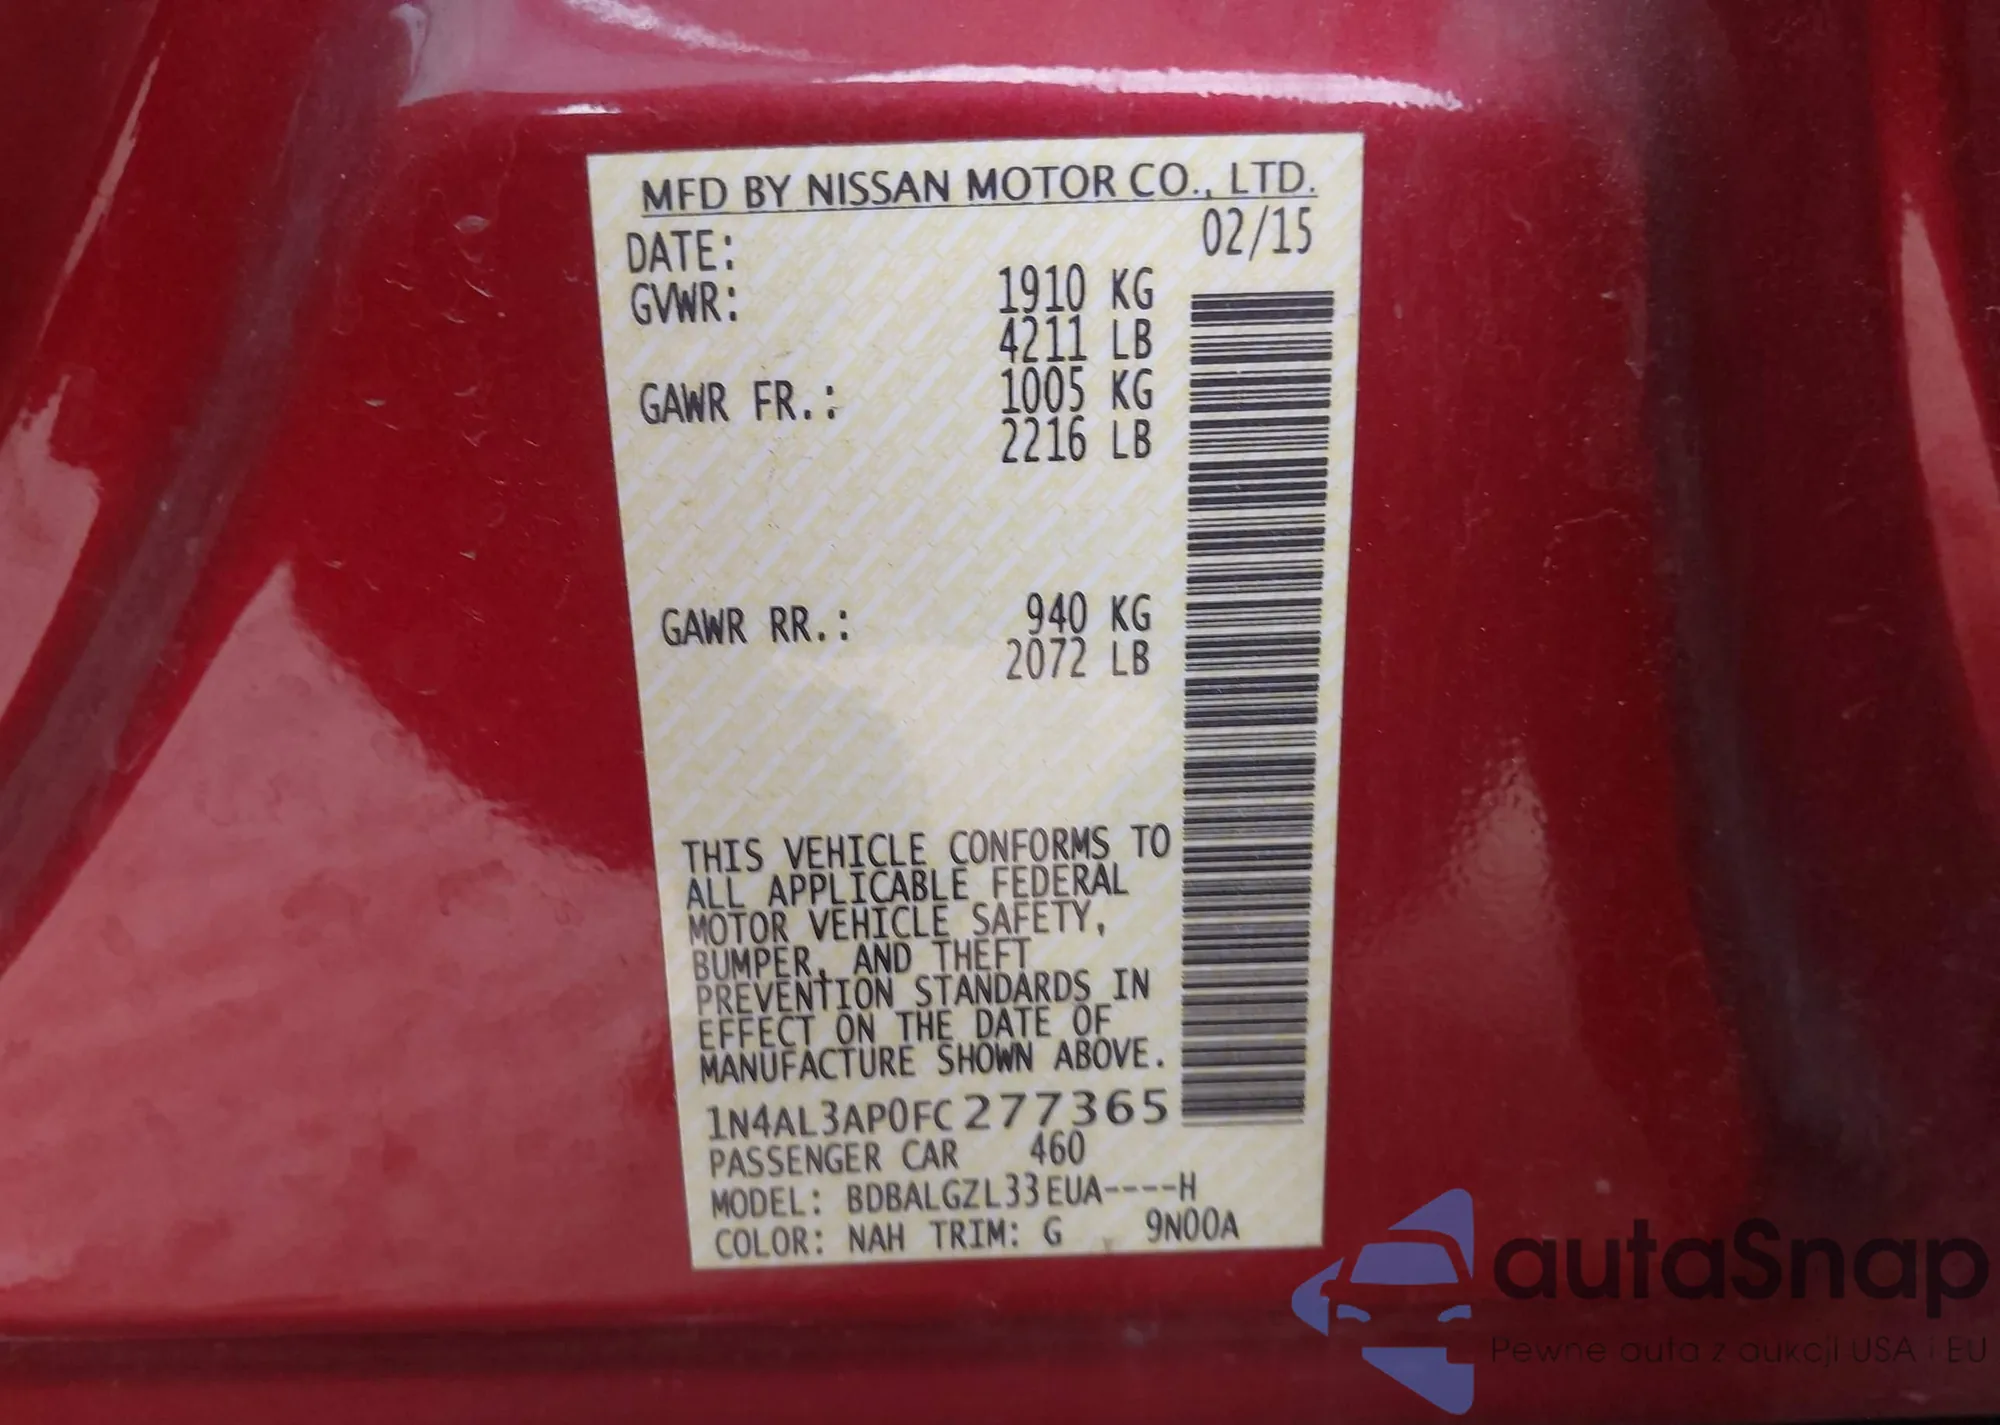 MFD BY NISSAN MOTOR CO., LTD.
DATE: 02/15
GVWR: 1910 KG
4211 LB
GAWR FR.: 1005 KG
2216 LB
GAWR RR.: 940 KG
2072 LB
THIS VEHICLE CONFORMS TO
ALL APPLICABLE FEDERAL
MOTOR VEHICLE SAFETY,
BUMPER, AND THEFT
PREVENTION STANDARDS IN
EFFECT ON THE DATE OF
MANUFACTURE SHOWN ABOVE.
1N4AL3AP0FC277365
PASSENGER CAR 460
MODEL: BDBALGZL33EUA----H
COLOR: NAH TRIM: G 9N00A
autaSnap
Pewne auta z aukcji USA i EU